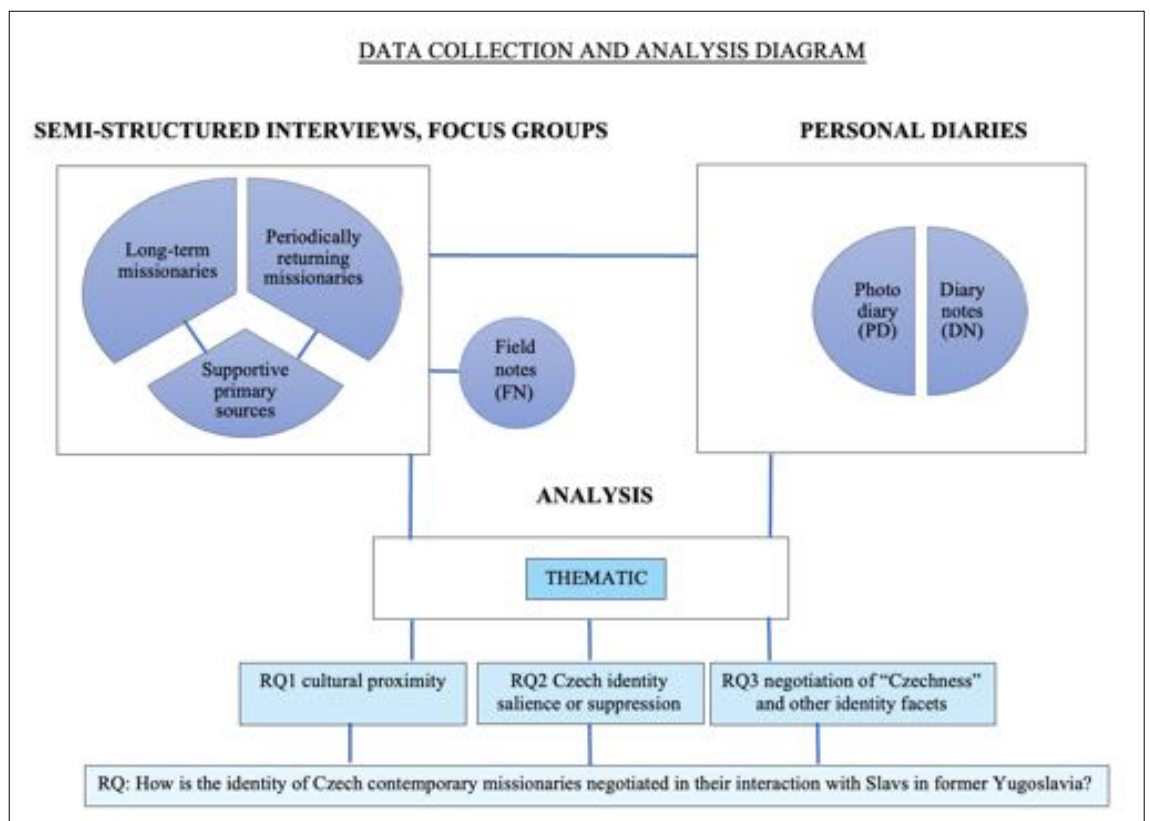 DATA COLLECTION AND ANALYSIS DIAGRAM
SEMI-STRUCTURED INTERVIEWS, FOCUS GROUPS
PERSONAL DIARIES
Long-term
missionaries
Periodically
returning
missionaries
Supportive
primary
sources
Field
notes
(FN)
Photo
diary
(PD)
Diary
notes
(DN)
ANALYSIS
THEMATIC
RQ1 cultural proximity
RQ2 Czech identity
salience or suppression
RQ3 negotiation of “Czechness”
and other identity facets
RQ: How is the identity of Czech contemporary missionaries negotiated in their interaction with Slavs in former Yugoslavia?